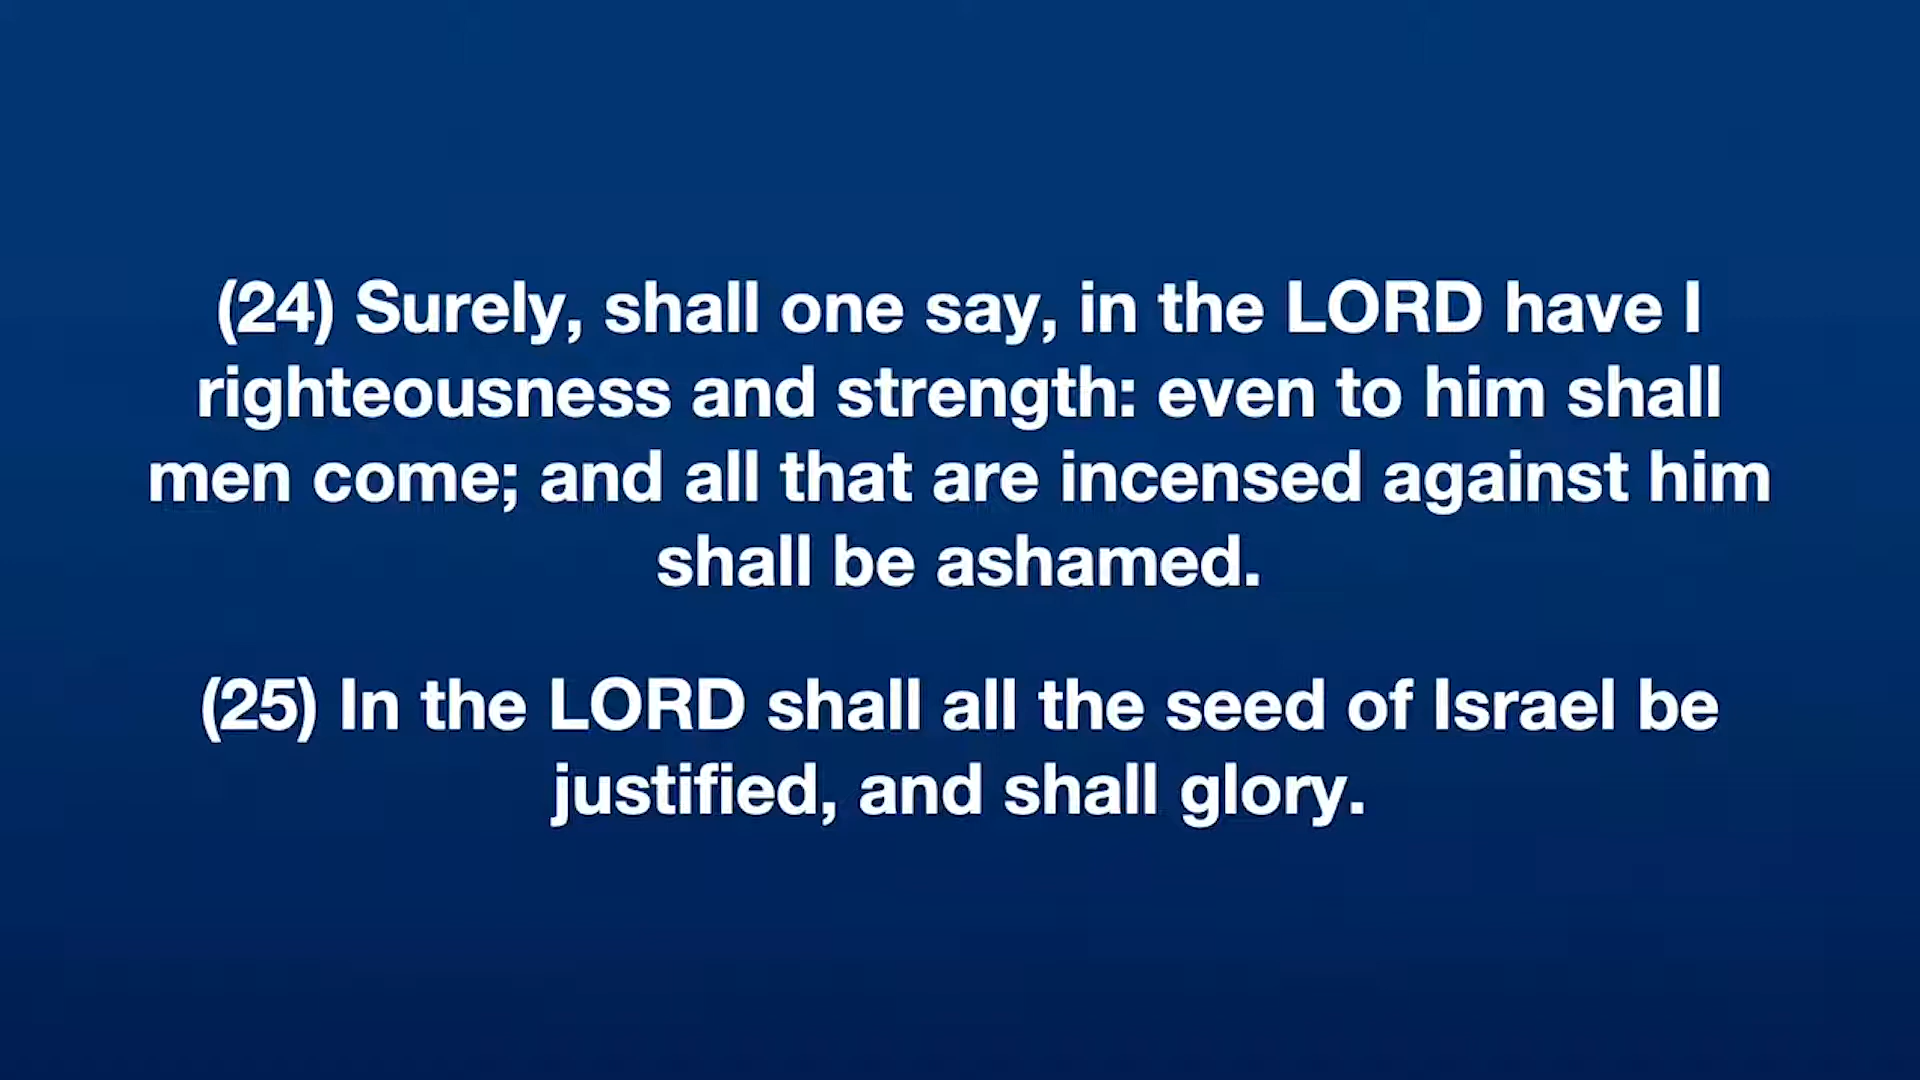 (24) Surely, shall one say, in the LORD have I
righteousness and strength: even to him shall
men come; and all that are incensed against him
shall be ashamed.
(25) In the LORD shall all the seed of Israel be
justified, and shall glory.